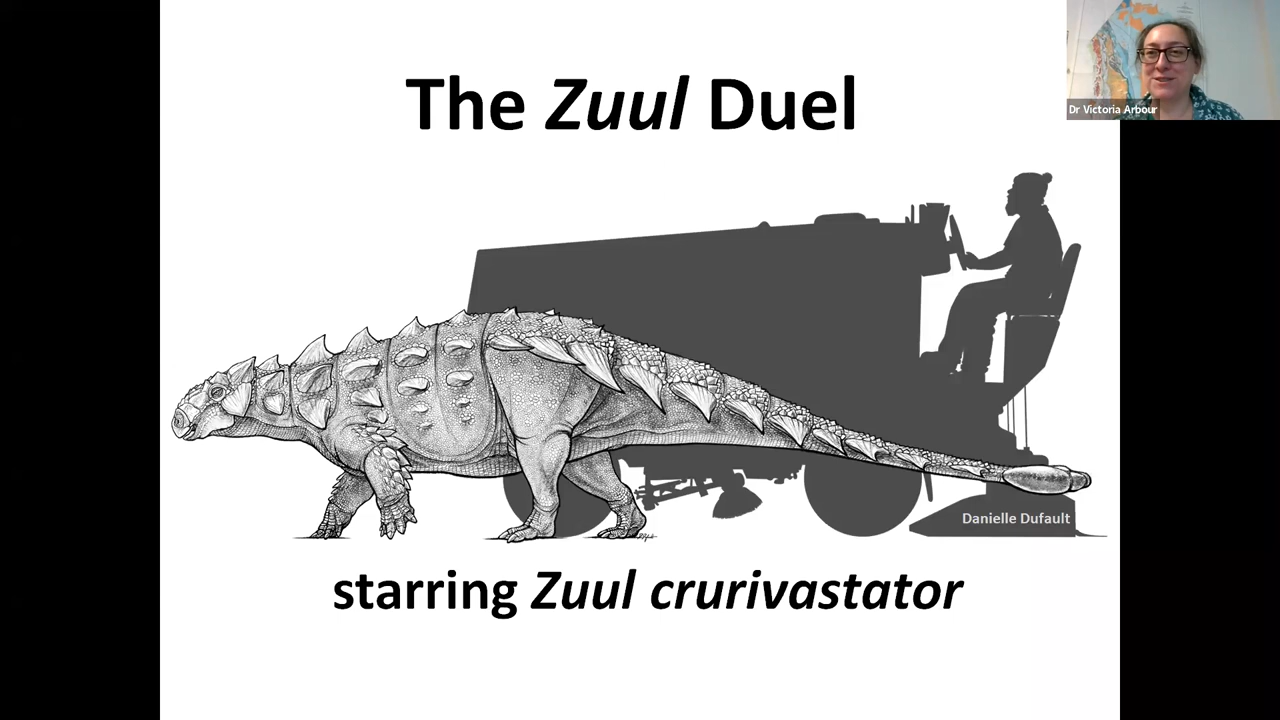 The Zuul Duel
Dr Victoria Arbour
Danielle Dufault
starring Zuul crurivastator